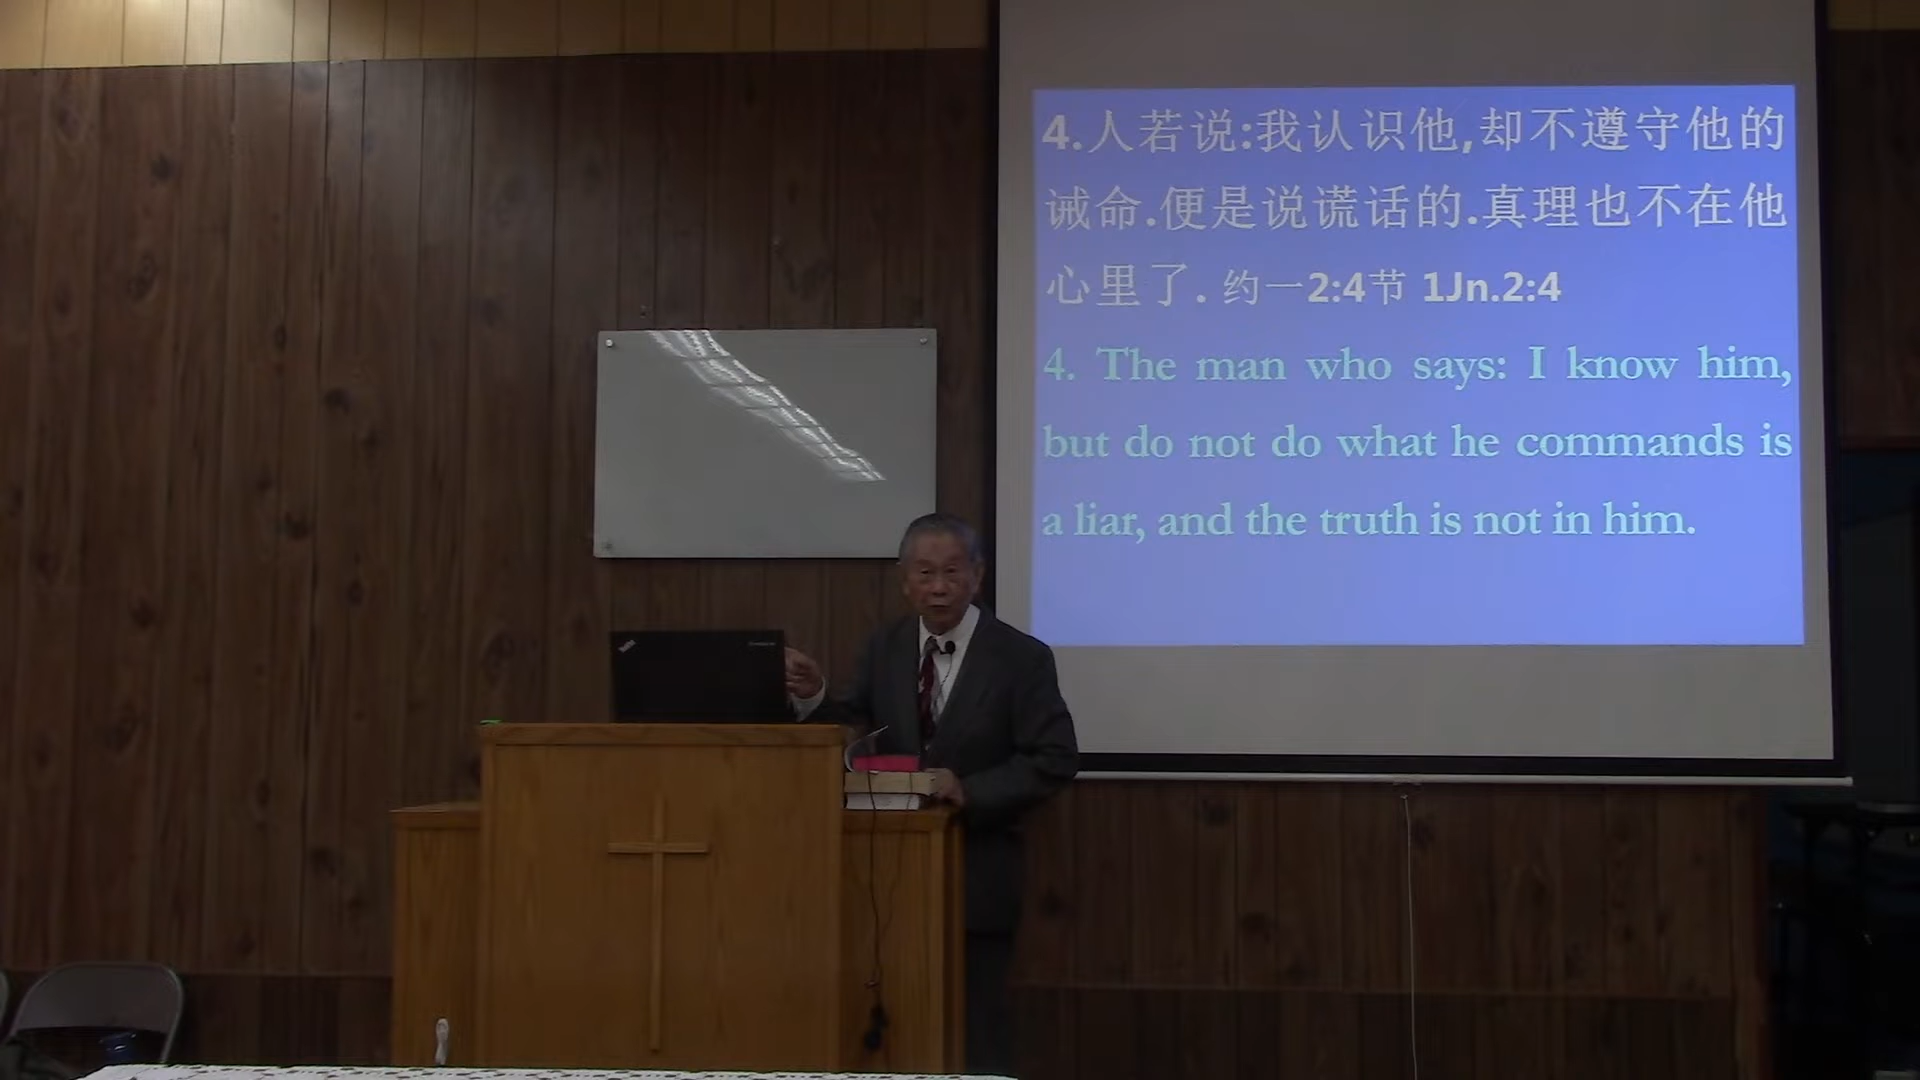 4.人若说:我认识他,却不遵守他的
诫命.便是说谎话的.真理也不在他
心里了. 约一2:4节 1Jn.2:4
4. The man who says: I know him,
but do not do what he commands is
a liar, and the truth is not in him.